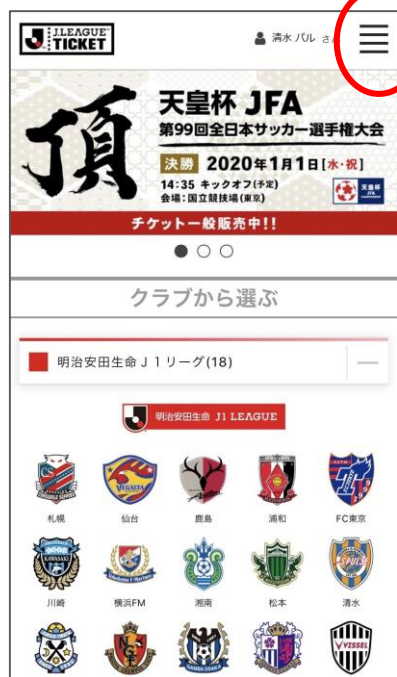 J.LEAGUE
TICKET
清水 パル さん
頂
天皇杯 JFA
第99回全日本サッカー選手権大会
決勝 2020年1月1日[水・祝]
14:35 キックオフ(予定)
会場:国立競技場(東京)
天皇杯
JFA
チケット一般販売中!!
クラブから選ぶ
明治安田生命J1リーグ(18)
明治安田生命 J1 LEAGUE
札幌 仙台 鹿島 浦和 FC東京
KAWASAKI
川崎 横浜FM 湘南 松本 清水
GAMBA-OSAKA
VISSEL